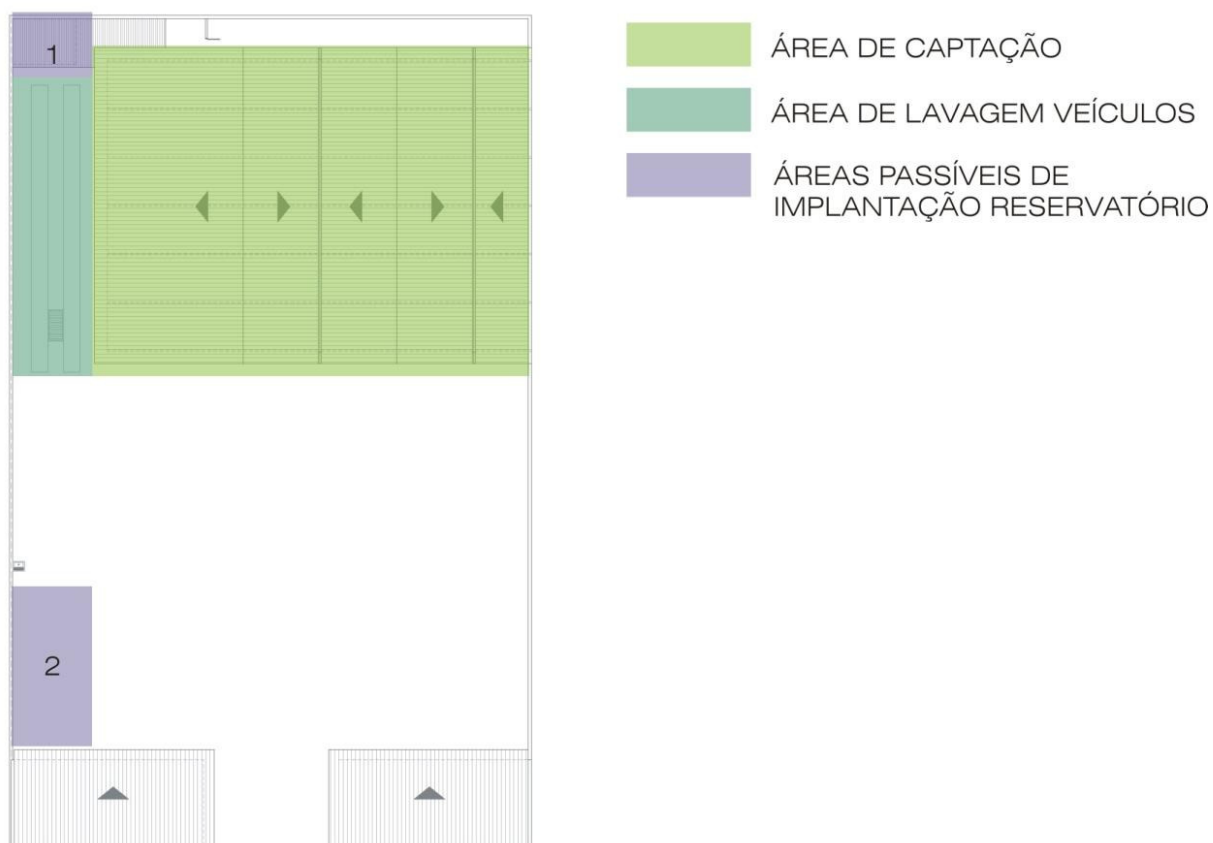 1
ÁREA DE CAPTAÇÃO
ÁREA DE LAVAGEM VEÍCULOS
ÁREAS PASSÍVEIS DE
IMPLANTAÇÃO RESERVATÓRIO
2